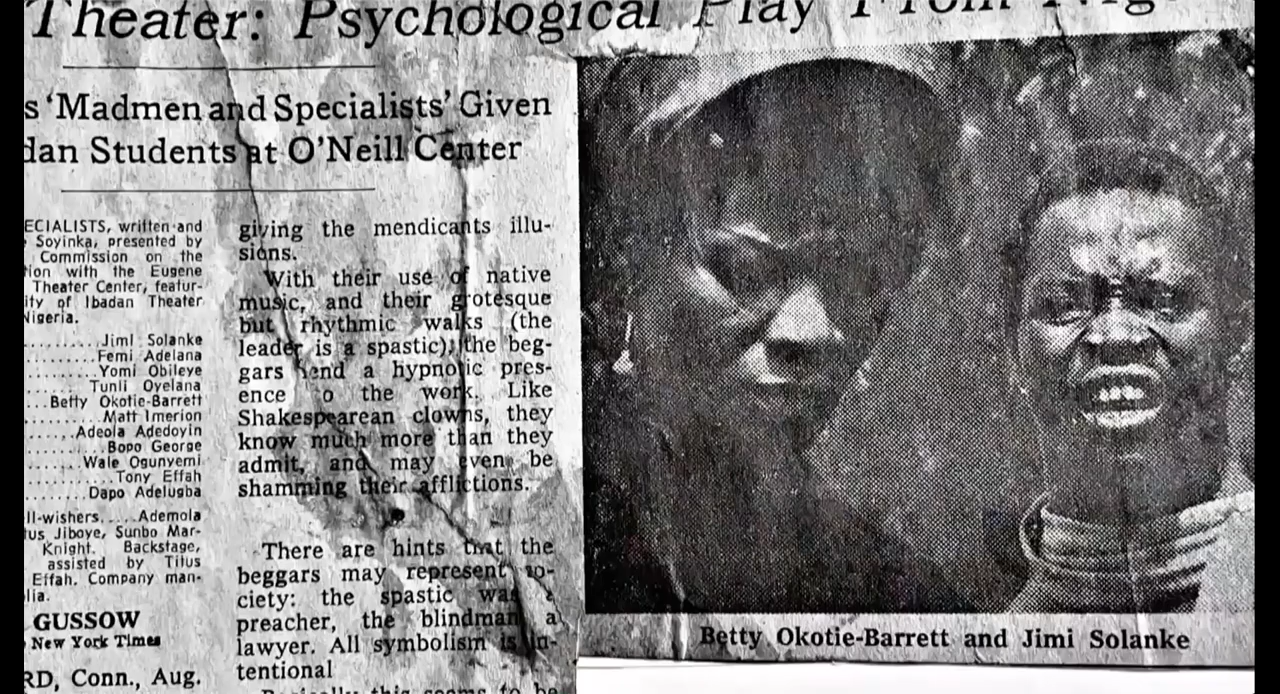 Theater: Psychological Play From Nig
s 'Madmen and Specialists' Given
dan Students at O'Neill Center
ECIALISTS, written and
Soyinka, presented by
Commission on the
tion with the Eugene
Theater Center, featur-
ity of Ibadan Theater
Nigeria.
..........Jimi Solanke
..........Femi Adelana
..........Yomi Obileye
..........Tunli Oyelana
...Betty Okotie-Barrett
..........Matt Imerion
.......Adeola Adedoyin
..........Bopo George
........Wale Ogunyemi
............Tony Effah
.........Dapo Adelugba
ll-wishers.....Ademola
tus Jiboye, Sunbo Mar-
Knight. Backstage,
assisted by Titus
Effah. Company man-
lia.
GUSSOW
New York Times
RD, Conn., Aug.
giving the mendicants illu-
sions.
With their use of native
music, and their grotesque
but rhythmic walks (the
leader is a spastic), the beg-
gars lend a hypnotic pres-
ence to the work. Like
Shakespearean clowns, they
know much more than they
admit, and may even be
shamming their afflictions.
There are hints that the
beggars may represent so-
ciety: the spastic was a
preacher, the blindman a
lawyer. All symbolism is in-
tentional
Basically this seems to be
Betty Okotie-Barrett and Jimi Solanke